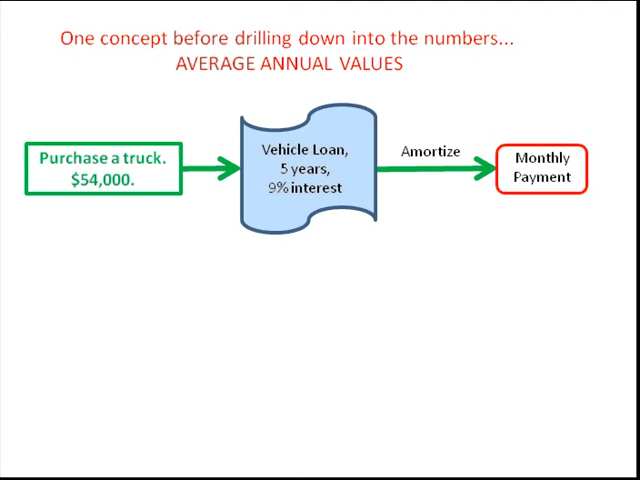 One concept before drilling down into the numbers...
AVERAGE ANNUAL VALUES
Purchase a truck.
$54,000.
Vehicle Loan,
5 years,
9% interest
Amortize
Monthly
Payment